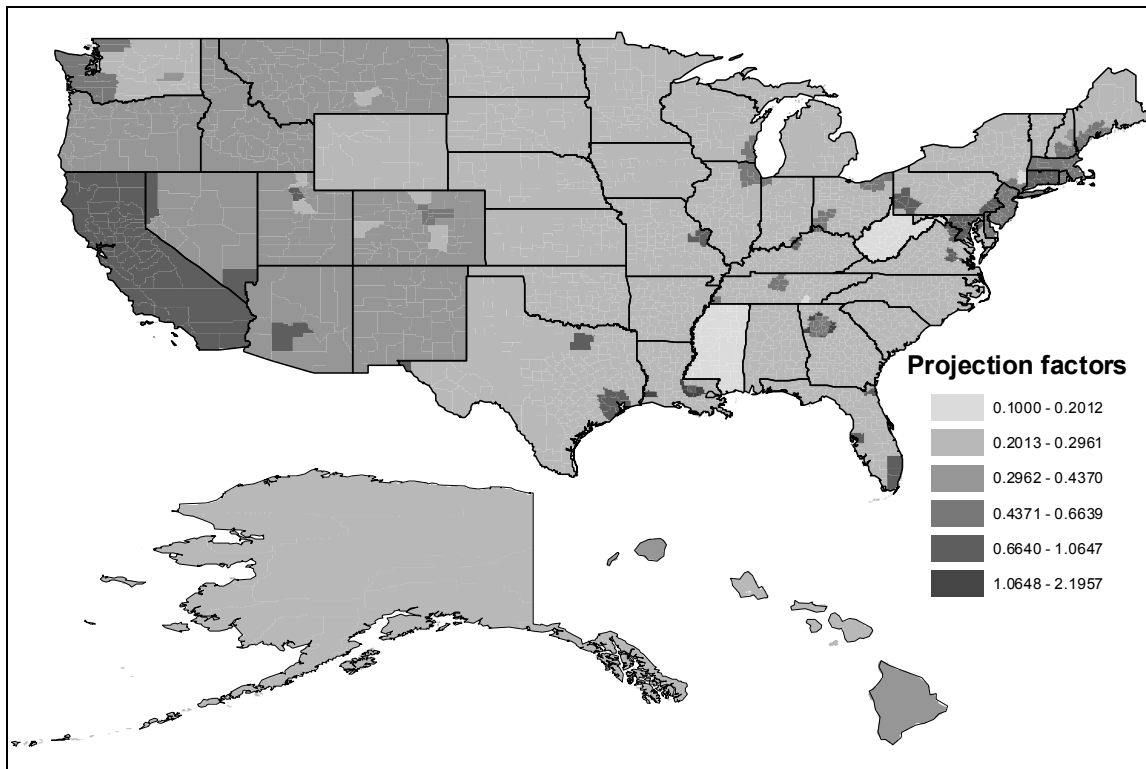 Projection factors
0.1000 - 0.2012
0.2013 - 0.2961
0.2962 - 0.4370
0.4371 - 0.6639
0.6640 - 1.0647
1.0648 - 2.1957